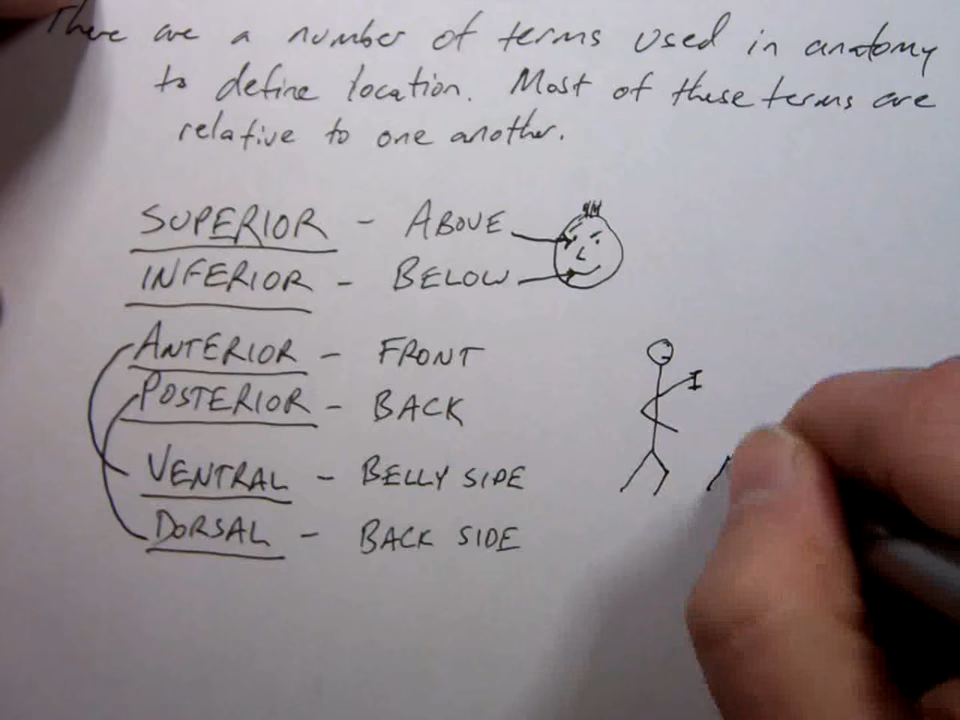 There are a number of terms used in anatomy
to define location. Most of these terms are
relative to one another.
SUPERIOR - ABOVE
INFERIOR - BELOW
ANTERIOR - FRONT
POSTERIOR - BACK
VENTRAL - BELLY SIDE
DORSAL - BACK SIDE